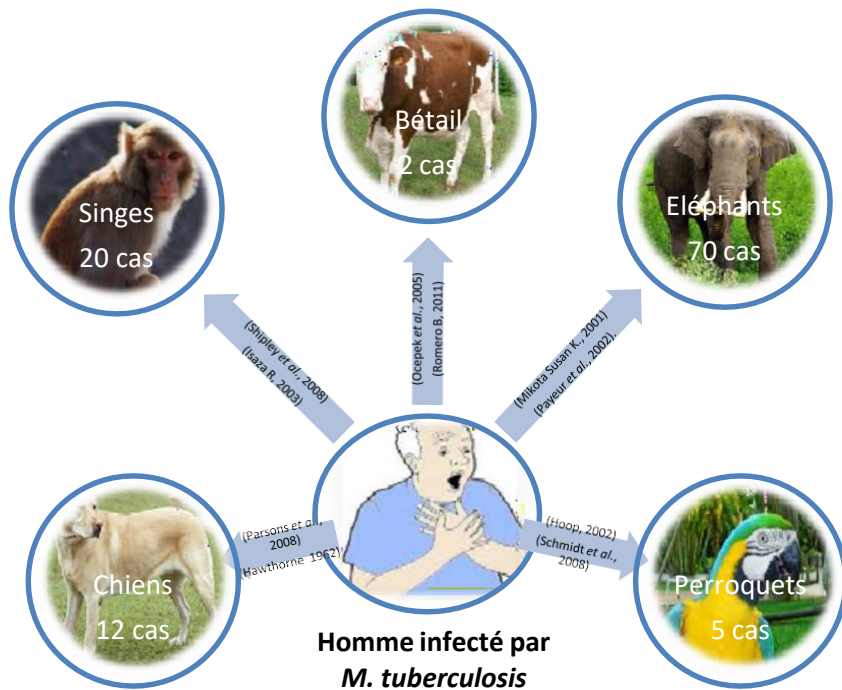 Bétail
2 cas
Singes
20 cas
Eléphants
70 cas
(Shipley et al., 2008)
(Isaza R, 2003)
(Ocepek et al., 2005)
(Romero B, 2011)
(Mikota Susan K., 2001)
(Payeur et al., 2002).
(Parsons et al.,
2008)
(Hawthorne 1962)
(Hoop, 2002)
(Schmidt et al.,
2008)
Chiens
12 cas
Perroquets
5 cas
Homme infecté par
M. tuberculosis